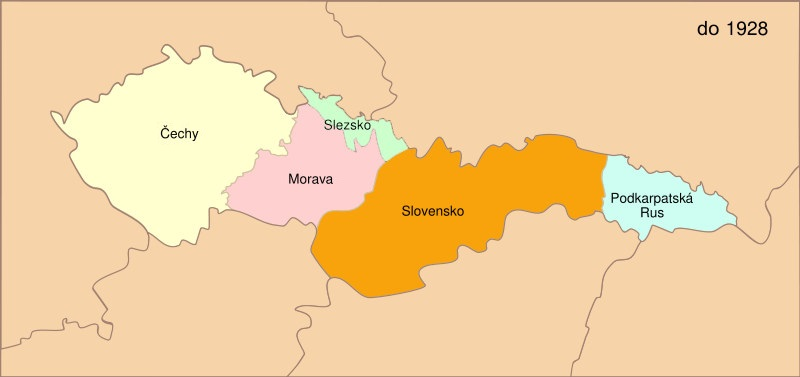 do 1928
Čechy
Slezsko
Morava
Slovensko
Podkarpatská
Rus